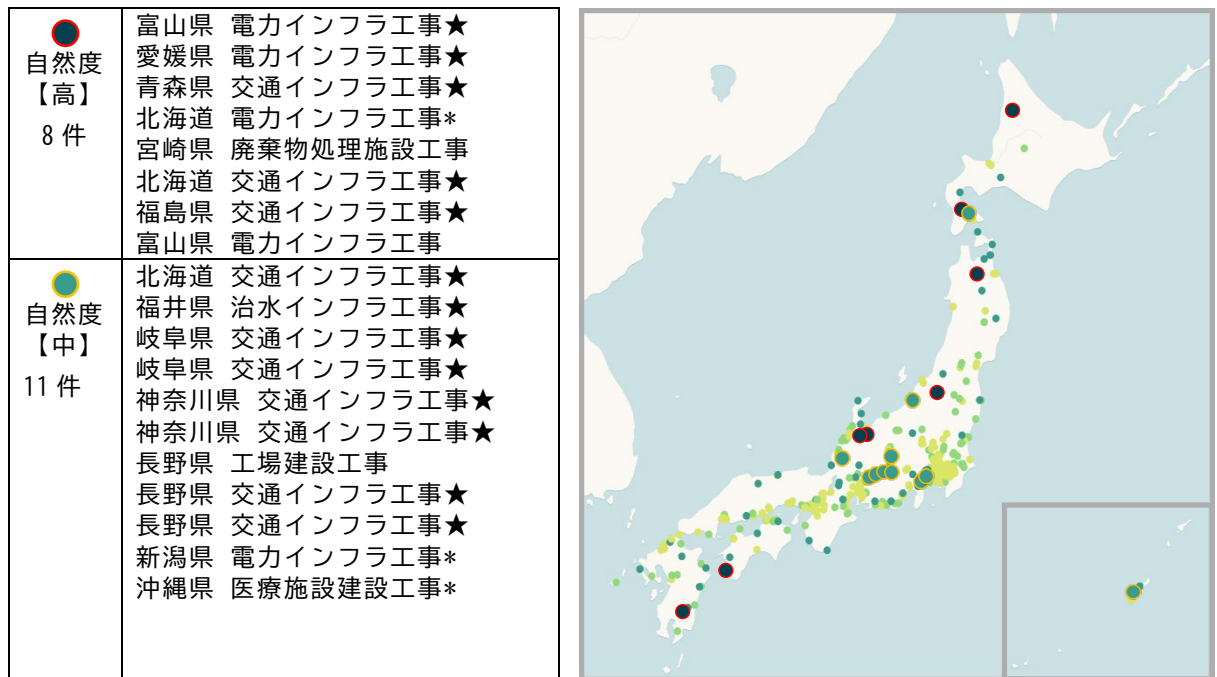 自然度
【高】
8 件
富山県 電力インフラ工事★
愛媛県 電力インフラ工事★
青森県 交通インフラ工事★
北海道 電力インフラ工事*
宮崎県 廃棄物処理施設工事
北海道 交通インフラ工事★
福島県 交通インフラ工事★
富山県 電力インフラ工事
自然度
【中】
11 件
北海道 交通インフラ工事★
福井県 治水インフラ工事★
岐阜県 交通インフラ工事★
岐阜県 交通インフラ工事★
神奈川県 交通インフラ工事★
神奈川県 交通インフラ工事★
長野県 工場建設工事
長野県 交通インフラ工事★
長野県 交通インフラ工事★
新潟県 電力インフラ工事*
沖縄県 医療施設建設工事*